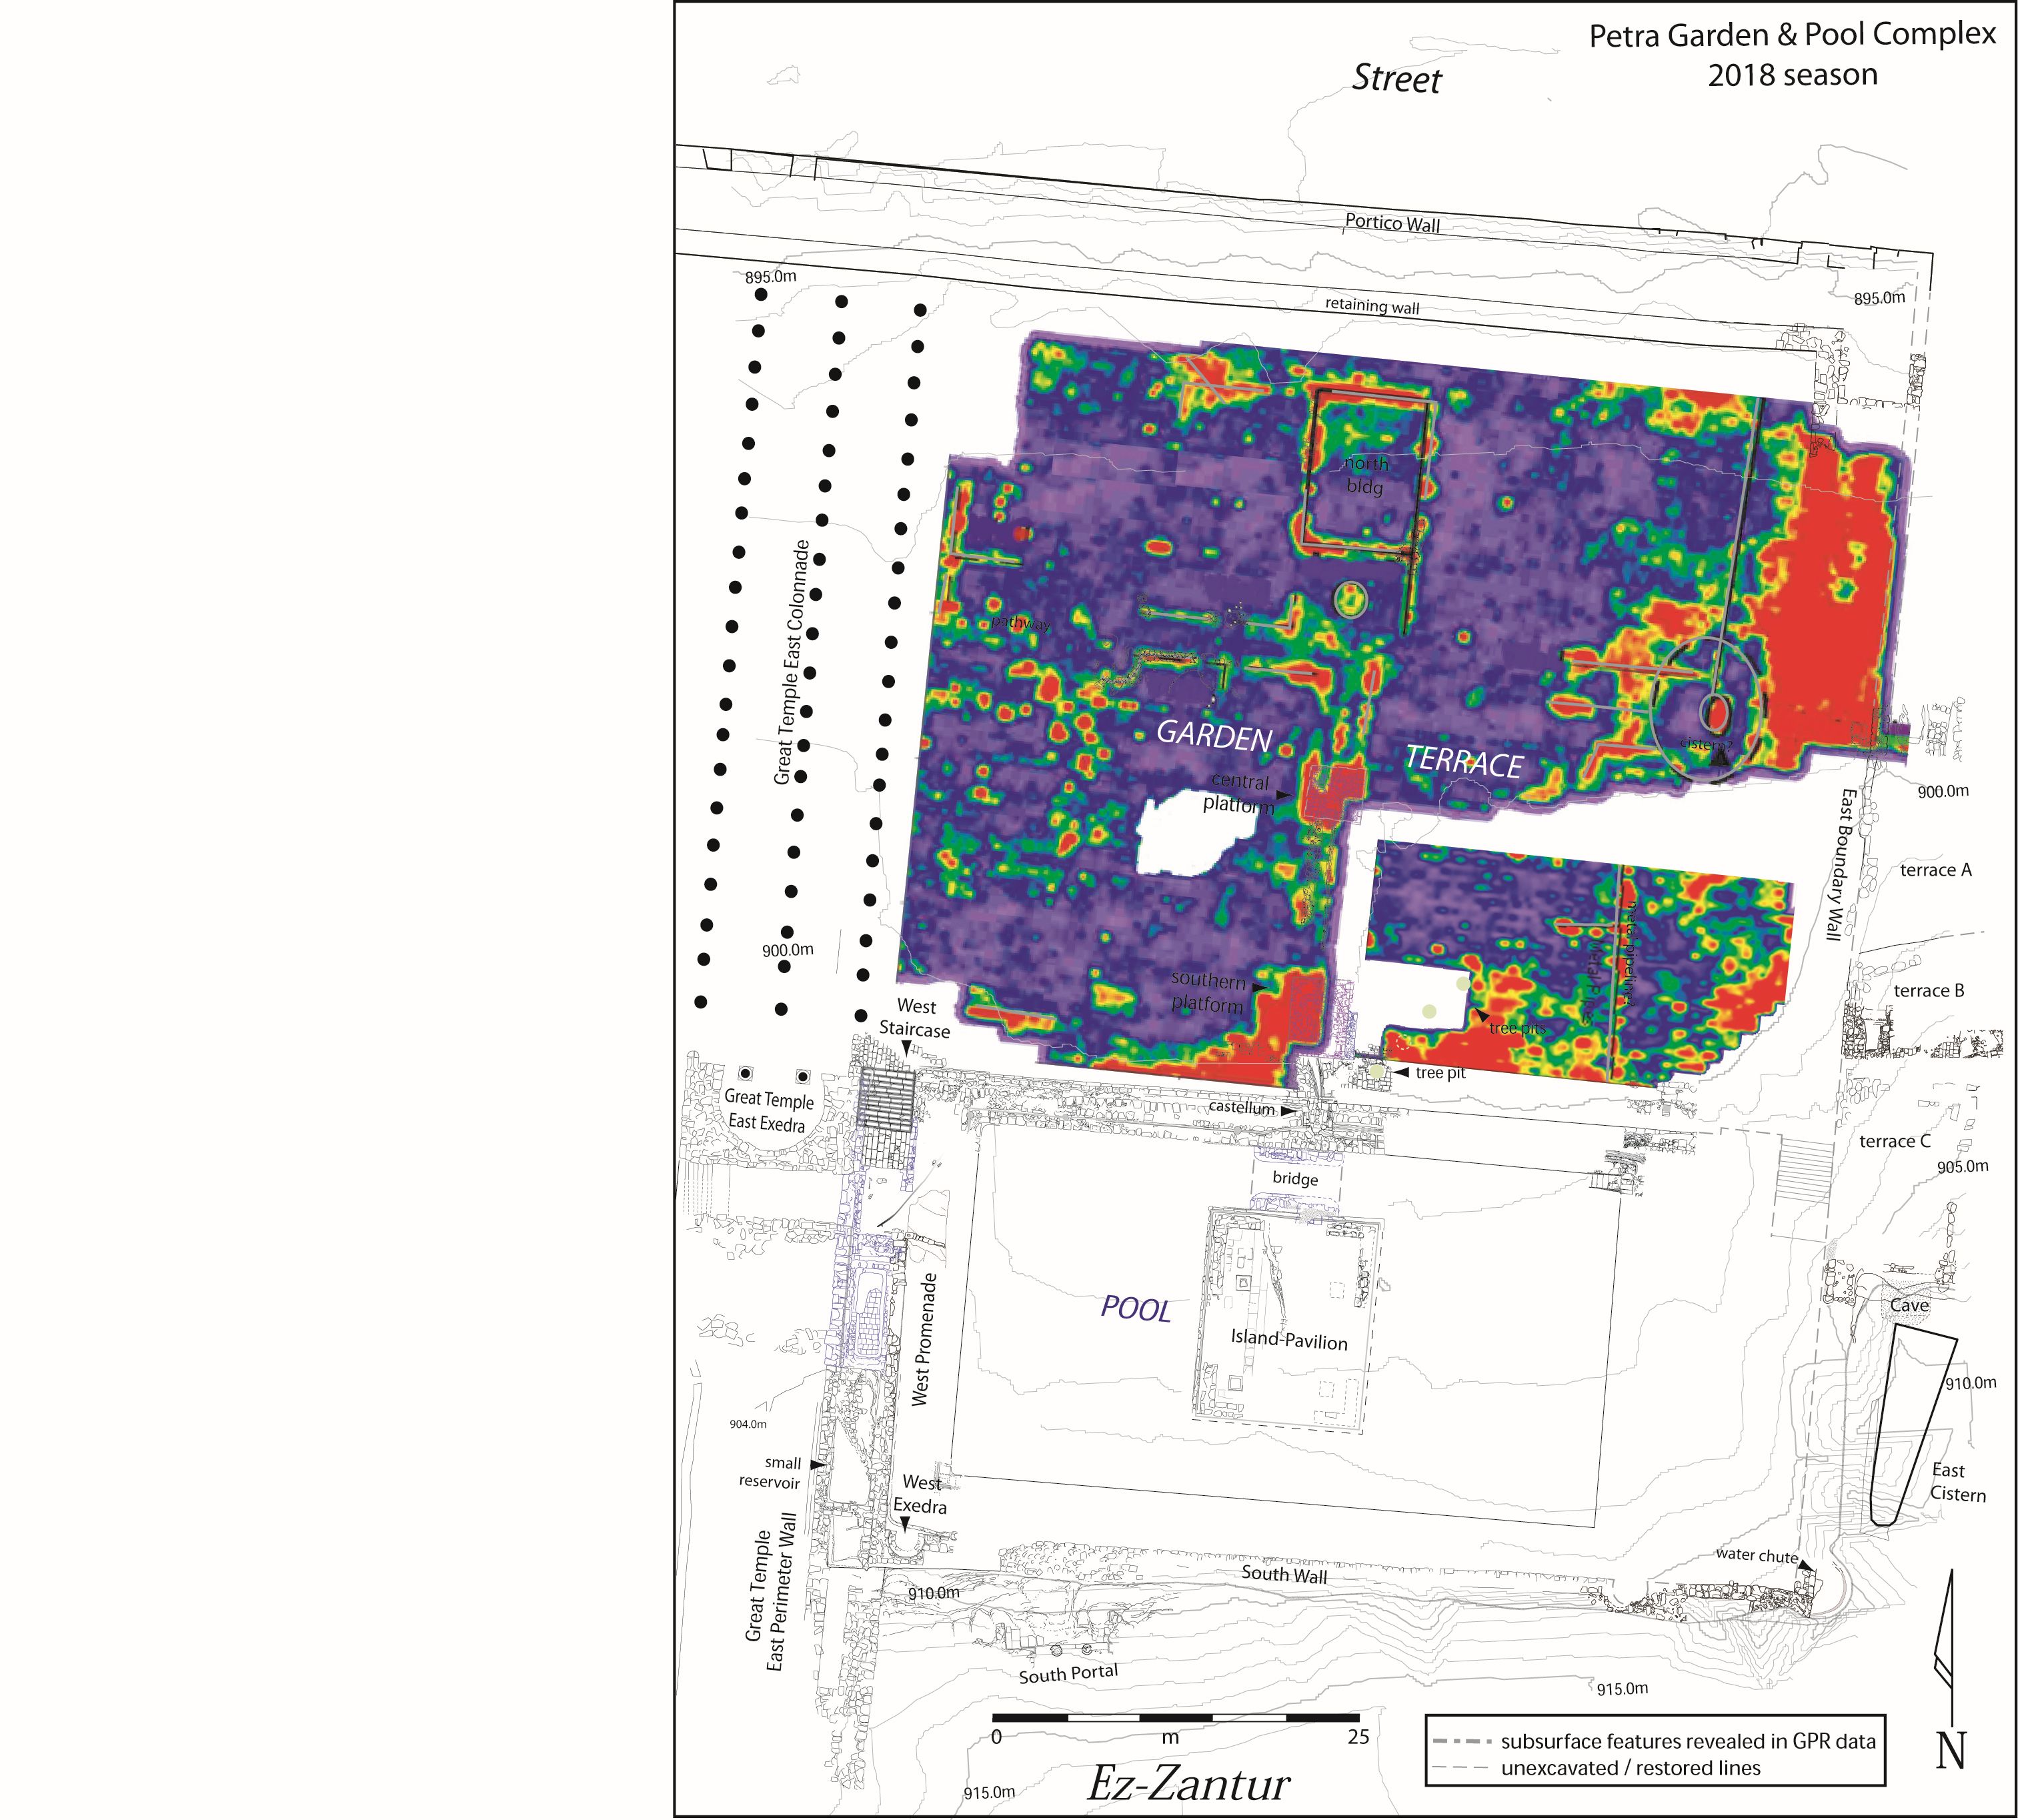 Petra Garden & Pool Complex
2018 season
Street
Portico Wall
895.0m
retaining wall
895.0m
north
bldg
Great Temple East Colonnade
pathway
GARDEN
TERRACE
cistern?
central
platform
900.0m
East Boundary Wall
terrace A
metal pipeline
Metal Pipes
900.0m
southern
platform
terrace B
West
Staircase
tree pits
tree pit
Great Temple
East Exedra
castellum
terrace C
905.0m
bridge
Cave
POOL
Island-Pavilion
West Promenade
910.0m
904.0m
small
reservoir
West
Exedra
East
Cistern
Great Temple
East Perimeter Wall
water chute
South Wall
910.0m
South Portal
915.0m
0 m 25
subsurface features revealed in GPR data
unexcavated / restored lines
N
Ez-Zantur
915.0m